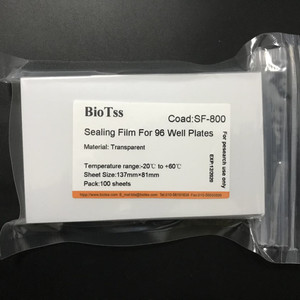 BioTss
Coad:SF-800
Sealing Film For 96 Well Plates
Material: Transparent
Temperature range:-20℃ to +60℃
Sheet Size:137mm*81mm
Pack:100 sheets
For research use only